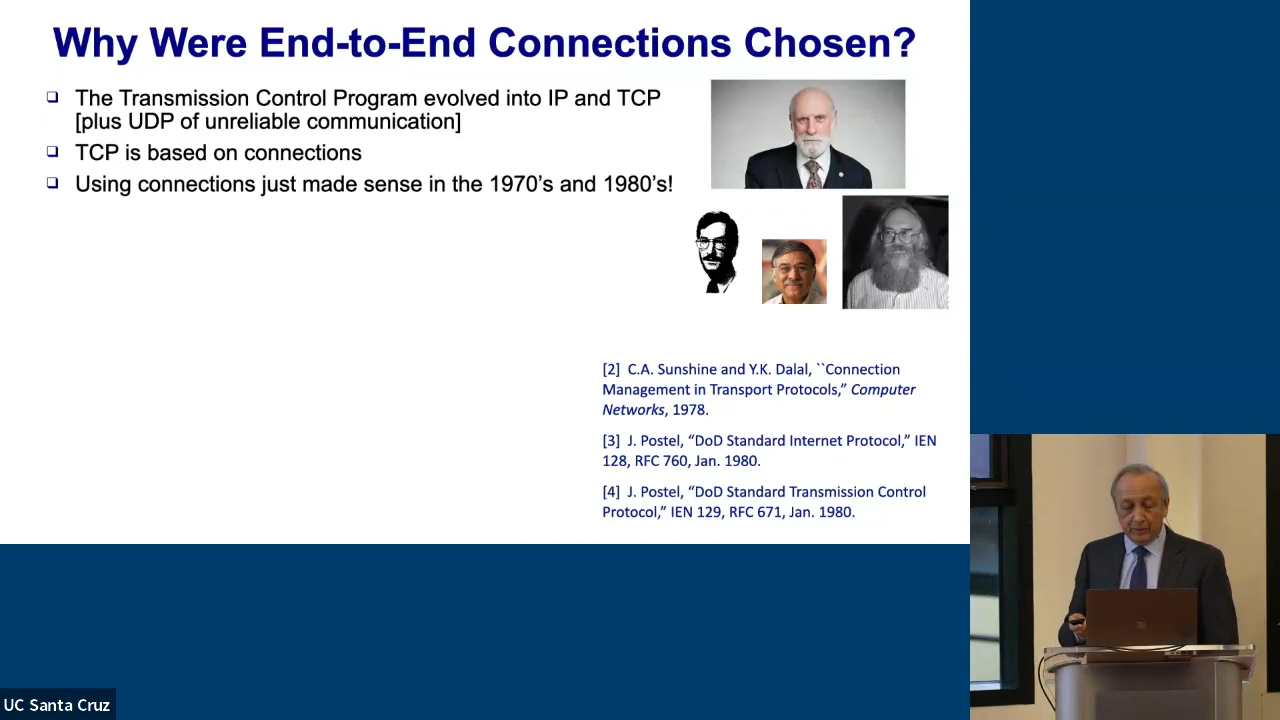 Why Were End-to-End Connections Chosen?
❑ The Transmission Control Program evolved into IP and TCP
[plus UDP of unreliable communication]
❑ TCP is based on connections
❑ Using connections just made sense in the 1970’s and 1980’s!
[2]  C.A. Sunshine and Y.K. Dalal, ``Connection
Management in Transport Protocols,” Computer
Networks, 1978.
[3]  J. Postel, “DoD Standard Internet Protocol,” IEN
128, RFC 760, Jan. 1980.
[4]  J. Postel, “DoD Standard Transmission Control
Protocol,” IEN 129, RFC 671, Jan. 1980.
UC Santa Cruz